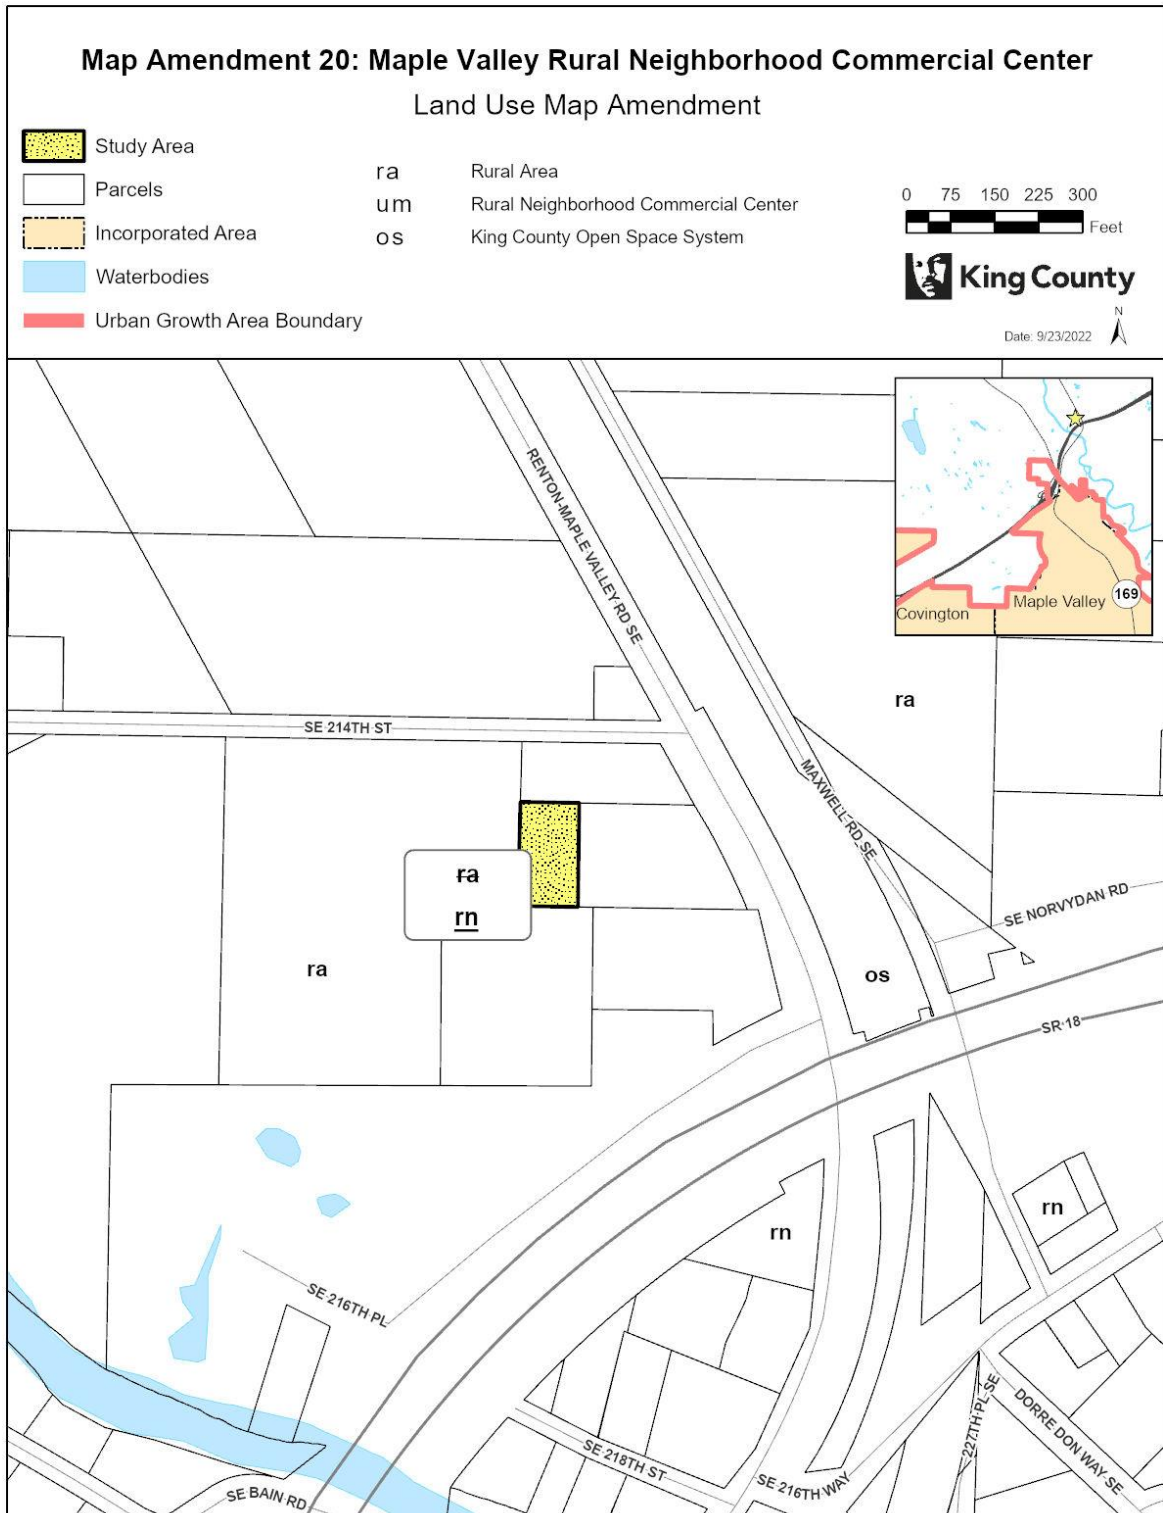 Map Amendment 20: Maple Valley Rural Neighborhood Commercial Center
Land Use Map Amendment
Study Area
Parcels
Incorporated Area
Waterbodies
Urban Growth Area Boundary
ra Rural Area
um Rural Neighborhood Commercial Center
os King County Open Space System
0 75 150 225 300
Feet
King County
N
Date: 9/23/2022
Covington
Maple Valley
169
RENTON-MAPLE VALLEY RD SE
ra
SE 214TH ST
MAXWELL RD SE
ra
rn
SE NORVYDAN RD
ra
os
SR 18
rn
rn
SE 216TH PL
227TH PL SE
DORRE DON WAY SE
SE 218TH ST
SE 216TH WAY
SE BAIN RD